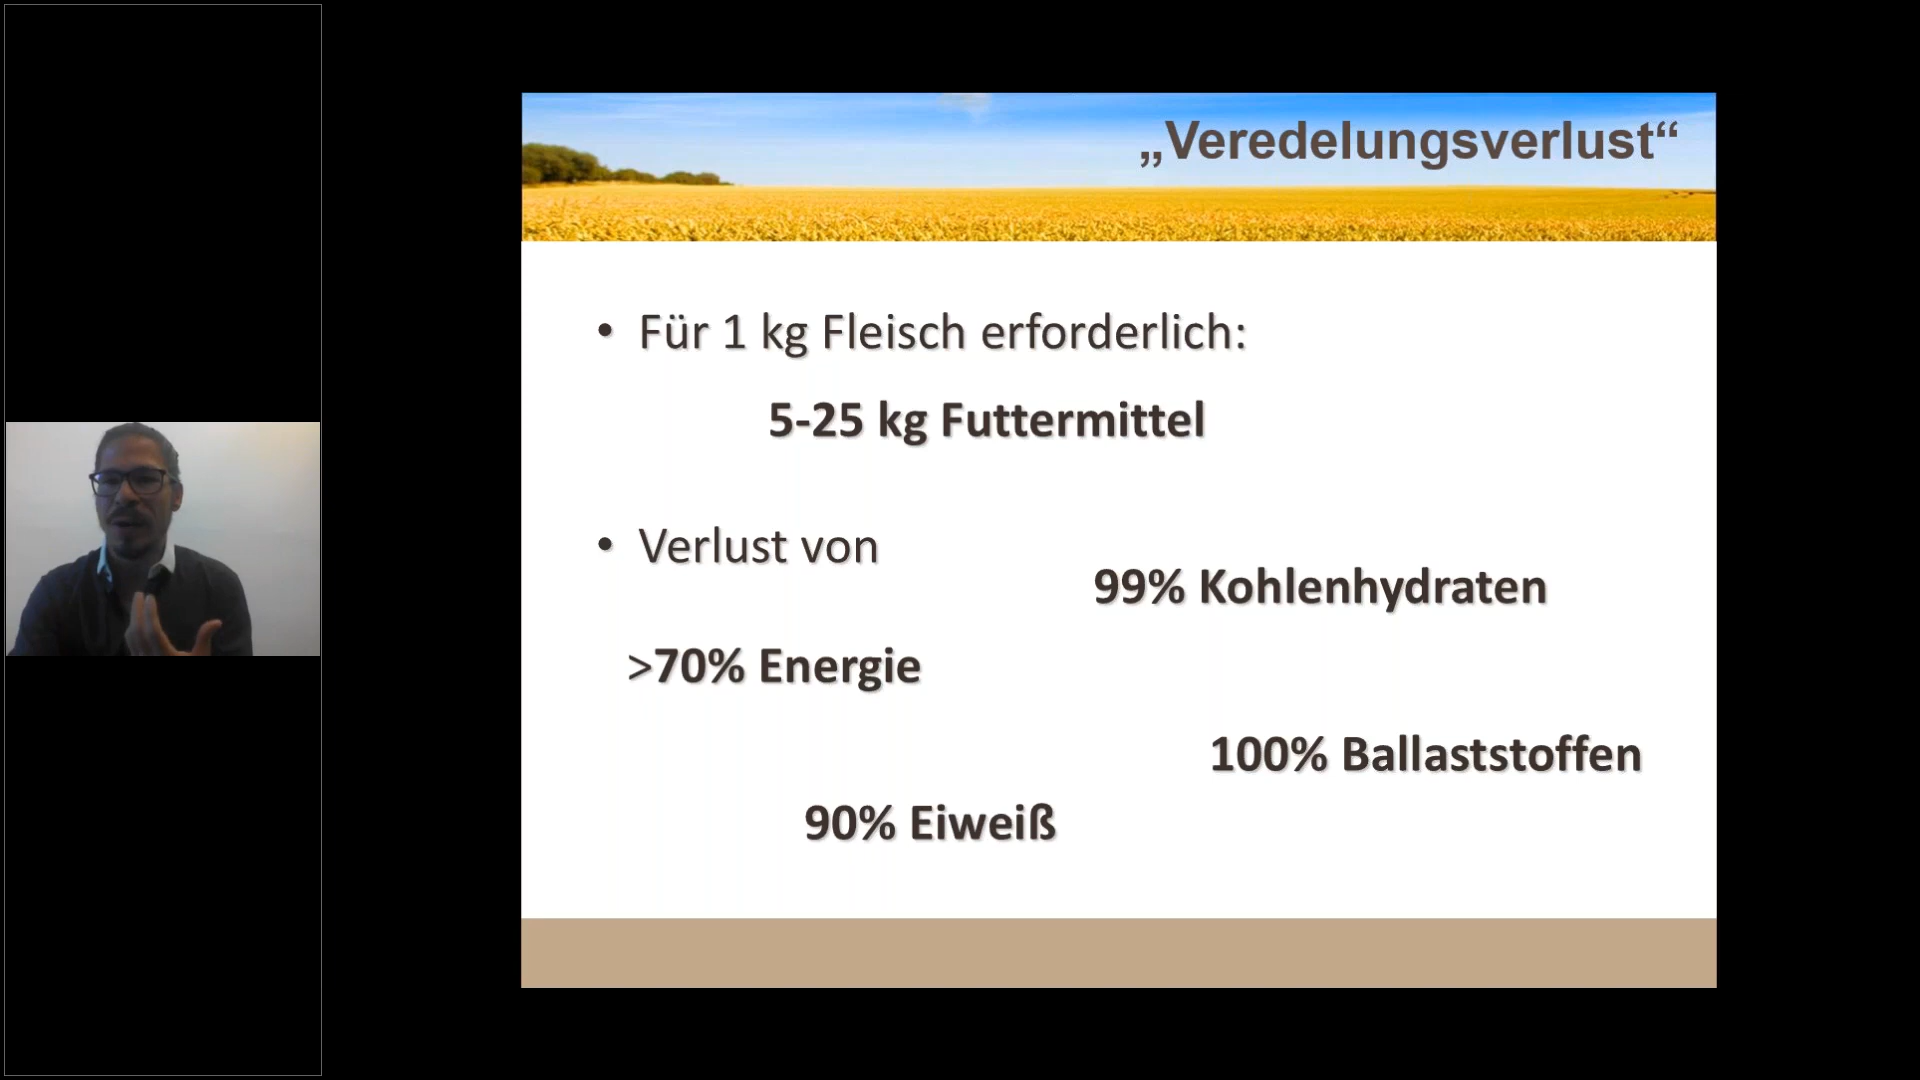 „Veredelungsverlust“
• Für 1 kg Fleisch erforderlich:
5-25 kg Futtermittel
• Verlust von
99% Kohlenhydraten
>70% Energie
100% Ballaststoffen
90% Eiweiß